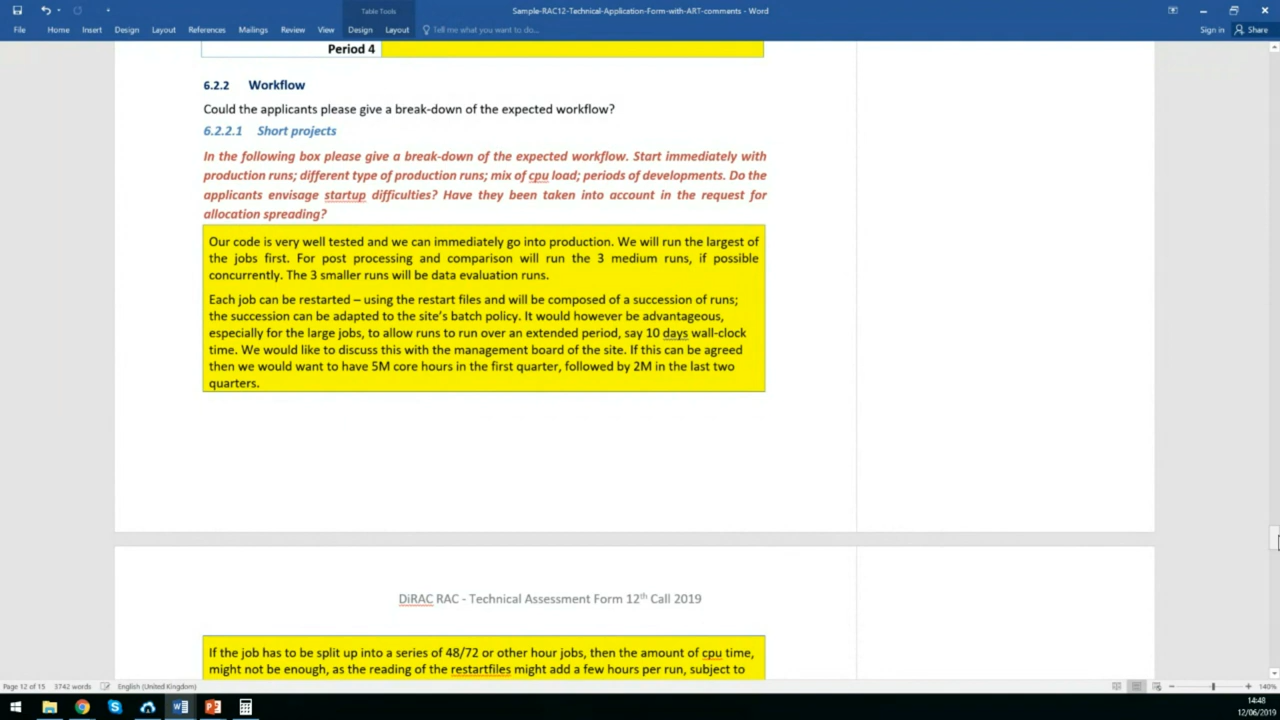 Sample-RAC12-Technical-Application-Form-with-ART-comments - Word
Table Tools
File Home Insert Design Layout References Mailings Review View Design Layout Tell me what you want to do... Sign in Share
Period 4
6.2.2 Workflow
Could the applicants please give a break-down of the expected workflow?
6.2.2.1 Short projects
In the following box please give a break-down of the expected workflow. Start immediately with
production runs; different type of production runs; mix of cpu load; periods of developments. Do the
applicants envisage startup difficulties? Have they been taken into account in the request for
allocation spreading?
Our code is very well tested and we can immediately go into production. We will run the largest of
the jobs first. For post processing and comparison will run the 3 medium runs, if possible
concurrently. The 3 smaller runs will be data evaluation runs.
Each job can be restarted – using the restart files and will be composed of a succession of runs;
the succession can be adapted to the site's batch policy. It would however be advantageous,
especially for the large jobs, to allow runs to run over an extended period, say 10 days wall-clock
time. We would like to discuss this with the management board of the site. If this can be agreed
then we would want to have 5M core hours in the first quarter, followed by 2M in the last two
quarters.
DiRAC RAC - Technical Assessment Form 12th Call 2019
If the job has to be split up into a series of 48/72 or other hour jobs, then the amount of cpu time,
might not be enough, as the reading of the restartfiles might add a few hours per run, subject to
Page 12 of 15 3742 words English (United Kingdom) 140%
14:48
12/06/2019